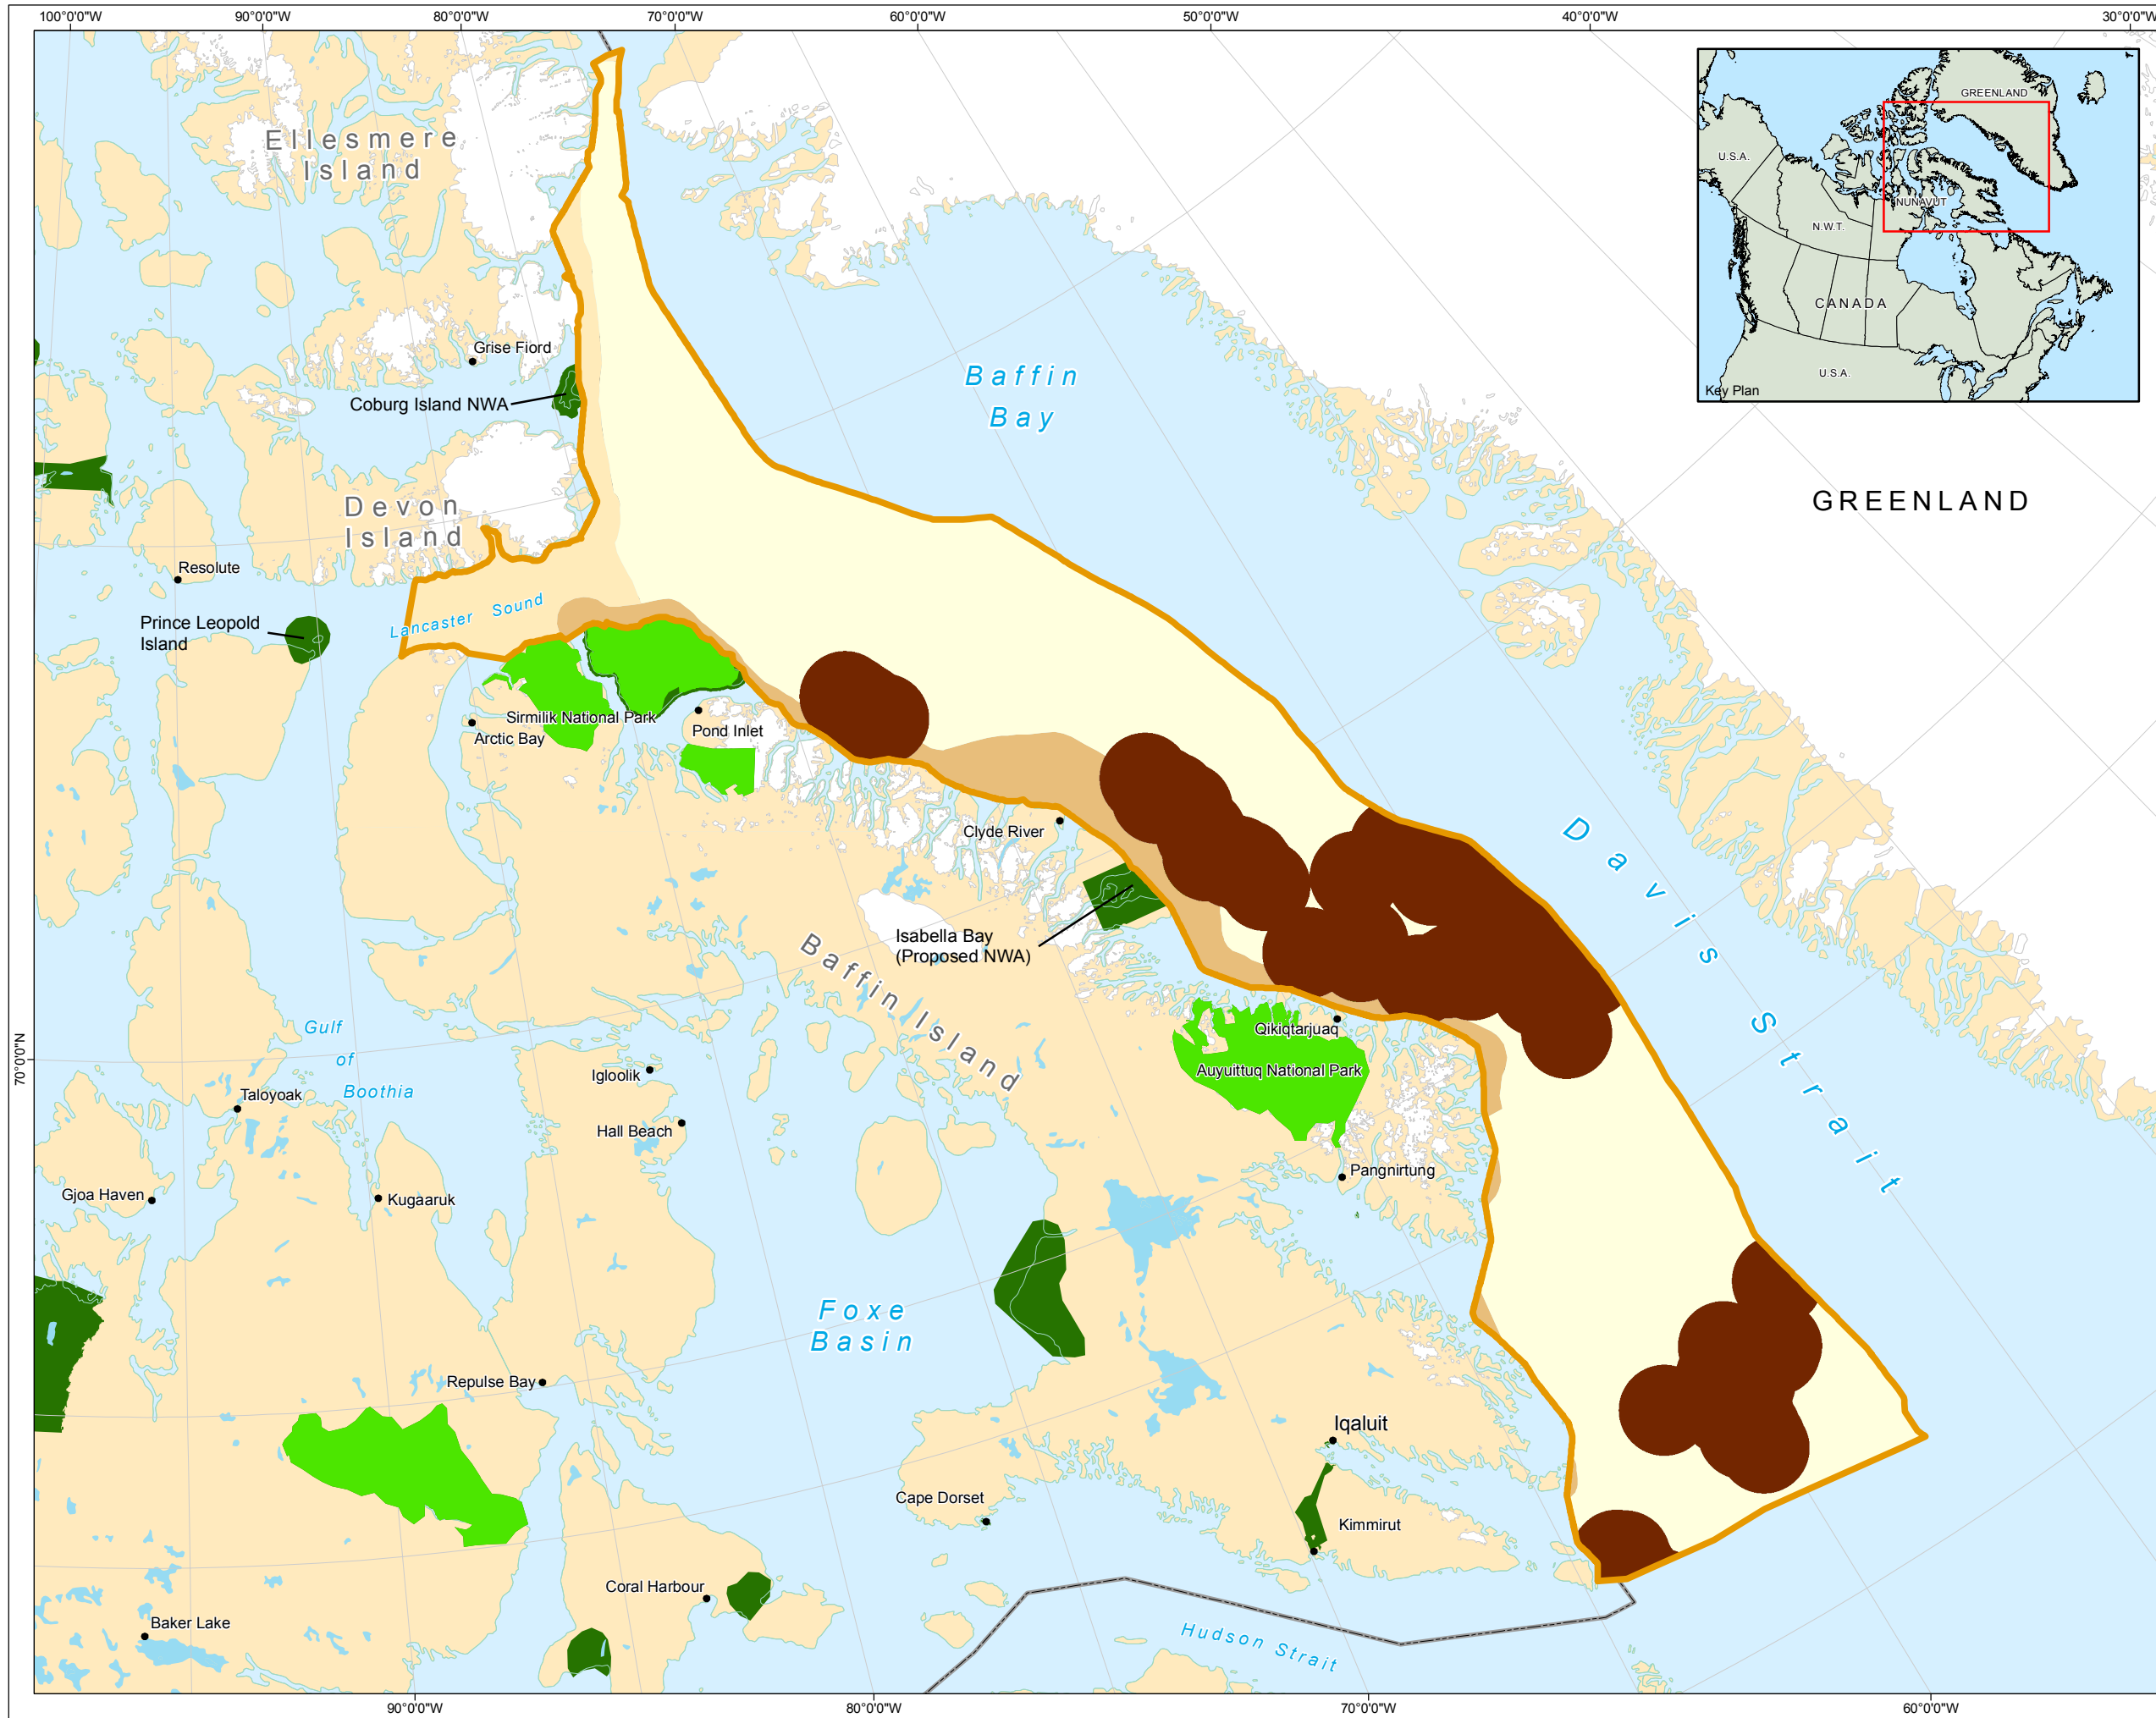 100°0'0"W
90°0'0"W
80°0'0"W
70°0'0"W
60°0'0"W
50°0'0"W
40°0'0"W
30°0'0"W
GREENLAND
U.S.A.
NUNAVUT
N.W.T.
CANADA
U.S.A.
Key Plan
Ellesmere
Island
Grise Fiord
Coburg Island NWA
Baffin
Bay
GREENLAND
Devon
Island
Resolute
Lancaster Sound
Prince Leopold
Island
Sirmilik National Park
Arctic Bay
Pond Inlet
Clyde River
Davis Strait
Isabella Bay
(Proposed NWA)
Baffin Island
Qikiqtarjuaq
Auyuittuq National Park
Gulf
of
Boothia
70°0'0"N
Igloolik
Taloyoak
Hall Beach
Pangnirtung
Gjoa Haven
Kugaaruk
Foxe
Basin
Repulse Bay
Iqaluit
Cape Dorset
Kimmirut
Coral Harbour
Baker Lake
Hudson Strait
90°0'0"W
80°0'0"W
70°0'0"W
60°0'0"W